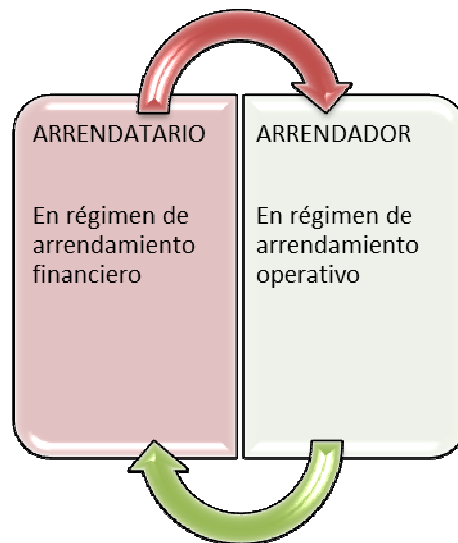 ARRENDATARIO
En régimen de
arrendamiento
financiero
ARRENDADOR
En régimen de
arrendamiento
operativo